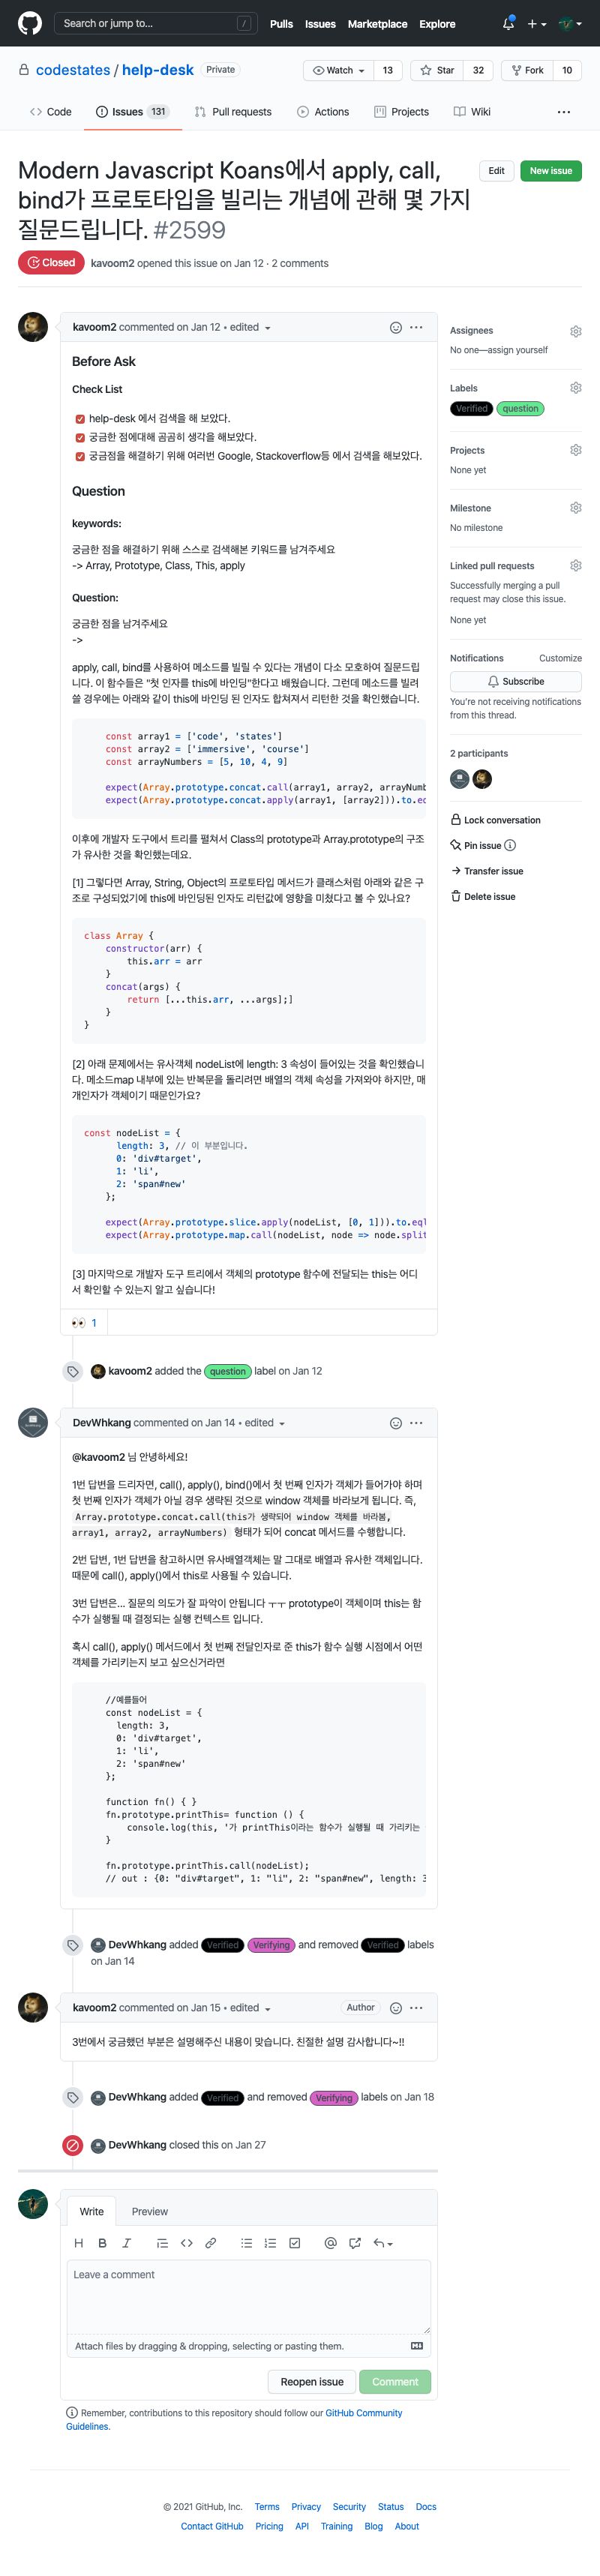 Search or jump to... /
Pulls Issues Marketplace Explore
codestates / help-desk Private
Watch 13 Star 32 Fork 10
Code Issues 131 Pull requests Actions Projects Wiki ...
Modern Javascript Koans에서 apply, call,
bind가 프로토타입을 빌리는 개념에 관해 몇 가지
질문드립니다. #2599
Edit New issue
Closed kavoom2 opened this issue on Jan 12 · 2 comments
kavoom2 commented on Jan 12 • edited
Before Ask
Check List
help-desk 에서 검색을 해 보았다.
궁금한 점에대해 곰곰히 생각을 해보았다.
궁금점을 해결하기 위해 여러번 Google, Stackoverflow등 에서 검색을 해보았다.
Question
keywords:
궁금한 점을 해결하기 위해 스스로 검색해본 키워드를 남겨주세요
-> Array, Prototype, Class, This, apply
Question:
궁금한 점을 남겨주세요
->
apply, call, bind를 사용하여 메소드를 빌릴 수 있다는 개념이 다소 모호하여 질문드립
니다. 이 함수들은 "첫 인자를 this에 바인딩"한다고 배웠습니다. 그런데 메소드를 빌려
쓸 경우에는 아래와 같이 this에 바인딩 된 인자도 합쳐져서 리턴한 것을 확인했습니다.
const array1 = ['code', 'states']
const array2 = ['immersive', 'course']
const arrayNumbers = [5, 10, 4, 9]
expect(Array.prototype.concat.call(array1, array2, arrayNumb
expect(Array.prototype.concat.apply(array1, [array2])).to.eq
이후에 개발자 도구에서 트리를 펼쳐서 Class의 prototype과 Array.prototype의 구조
가 유사한 것을 확인했는데요.
[1] 그렇다면 Array, String, Object의 프로토타입 메서드가 클래스처럼 아래와 같은 구
조로 구성되었기에 this에 바인딩된 인자도 리턴값에 영향을 미쳤다고 볼 수 있나요?
class Array {
constructor(arr) {
this.arr = arr
}
concat(args) {
return [...this.arr, ...args];]
}
}
[2] 아래 문제에서는 유사객체 nodeList에 length: 3 속성이 들어있는 것을 확인했습니
다. 메소드map 내부에 있는 반복문을 돌리려면 배열의 객체 속성을 가져와야 하지만, 매
개인자가 객체이기 때문인가요?
const nodeList = {
length: 3, // 이 부분입니다.
0: 'div#target',
1: 'li',
2: 'span#new'
};
expect(Array.prototype.slice.apply(nodeList, [0, 1])).to.eql
expect(Array.prototype.map.call(nodeList, node => node.split
[3] 마지막으로 개발자 도구 트리에서 객체의 prototype 함수에 전달되는 this는 어디
서 확인할 수 있는지 알고 싶습니다!
👀 1
kavoom2 added the question label on Jan 12
DevWhkang commented on Jan 14 • edited
@kavoom2 님 안녕하세요!
1번 답변을 드리자면, call(), apply(), bind()에서 첫 번째 인자가 객체가 들어가야 하며
첫 번째 인자가 객체가 아닐 경우 생략된 것으로 window 객체를 바라보게 됩니다. 즉,
Array.prototype.concat.call(this가 생략되어 window 객체를 바라봄,
array1, array2, arrayNumbers) 형태가 되어 concat 메서드를 수행합니다.
2번 답변, 1번 답변을 참고하시면 유사배열객체는 말 그대로 배열과 유사한 객체입니다.
때문에 call(), apply()에서 this로 사용될 수 있습니다.
3번 답변은... 질문의 의도가 잘 파악이 안됩니다 ㅜㅜ prototype이 객체이며 this는 함
수가 실행될 때 결정되는 실행 컨텍스트 입니다.
혹시 call(), apply() 메서드에서 첫 번째 전달인자로 준 this가 함수 실행 시점에서 어떤
객체를 가리키는지 보고 싶으신거라면
//예를들어
const nodeList = {
length: 3,
0: 'div#target',
1: 'li',
2: 'span#new'
};
function fn() { }
fn.prototype.printThis= function () {
console.log(this, '가 printThis이라는 함수가 실행될 때 가리키는
}
fn.prototype.printThis.call(nodeList);
// out : {0: "div#target", 1: "li", 2: "span#new", length: 3
DevWhkang added Verified Verifying and removed Verified labels
on Jan 14
kavoom2 commented on Jan 15 • edited Author
3번에서 궁금했던 부분은 설명해주신 내용이 맞습니다. 친절한 설명 감사합니다~!!
DevWhkang added Verified and removed Verifying labels on Jan 18
DevWhkang closed this on Jan 27
Write Preview
Leave a comment
Attach files by dragging & dropping, selecting or pasting them.
Reopen issue Comment
Remember, contributions to this repository should follow our GitHub Community
Guidelines.
Assignees
No one—assign yourself
Labels
Verified question
Projects
None yet
Milestone
No milestone
Linked pull requests
Successfully merging a pull
request may close this issue.
None yet
Notifications Customize
Subscribe
You're not receiving notifications
from this thread.
2 participants
Lock conversation
Pin issue
Transfer issue
Delete issue
© 2021 GitHub, Inc. Terms Privacy Security Status Docs
Contact GitHub Pricing API Training Blog About